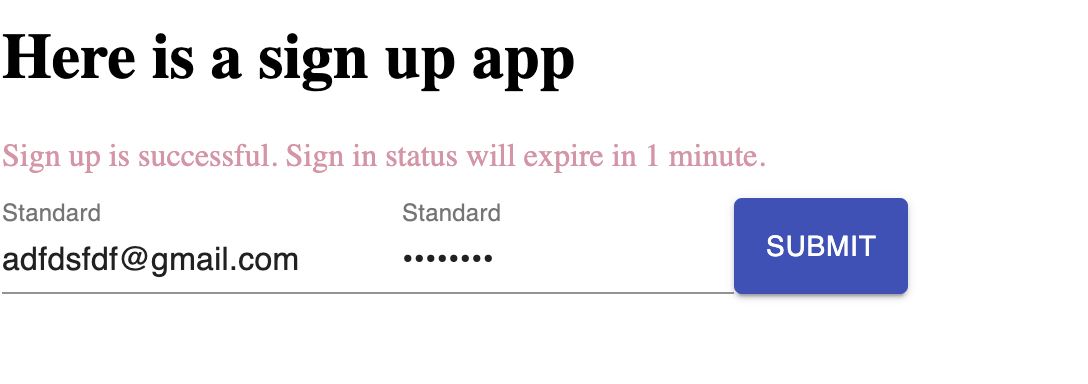 Here is a sign up app
Sign up is successful. Sign in status will expire in 1 minute.
Standard Standard
adfdsfdf@gmail.com •••••••• SUBMIT